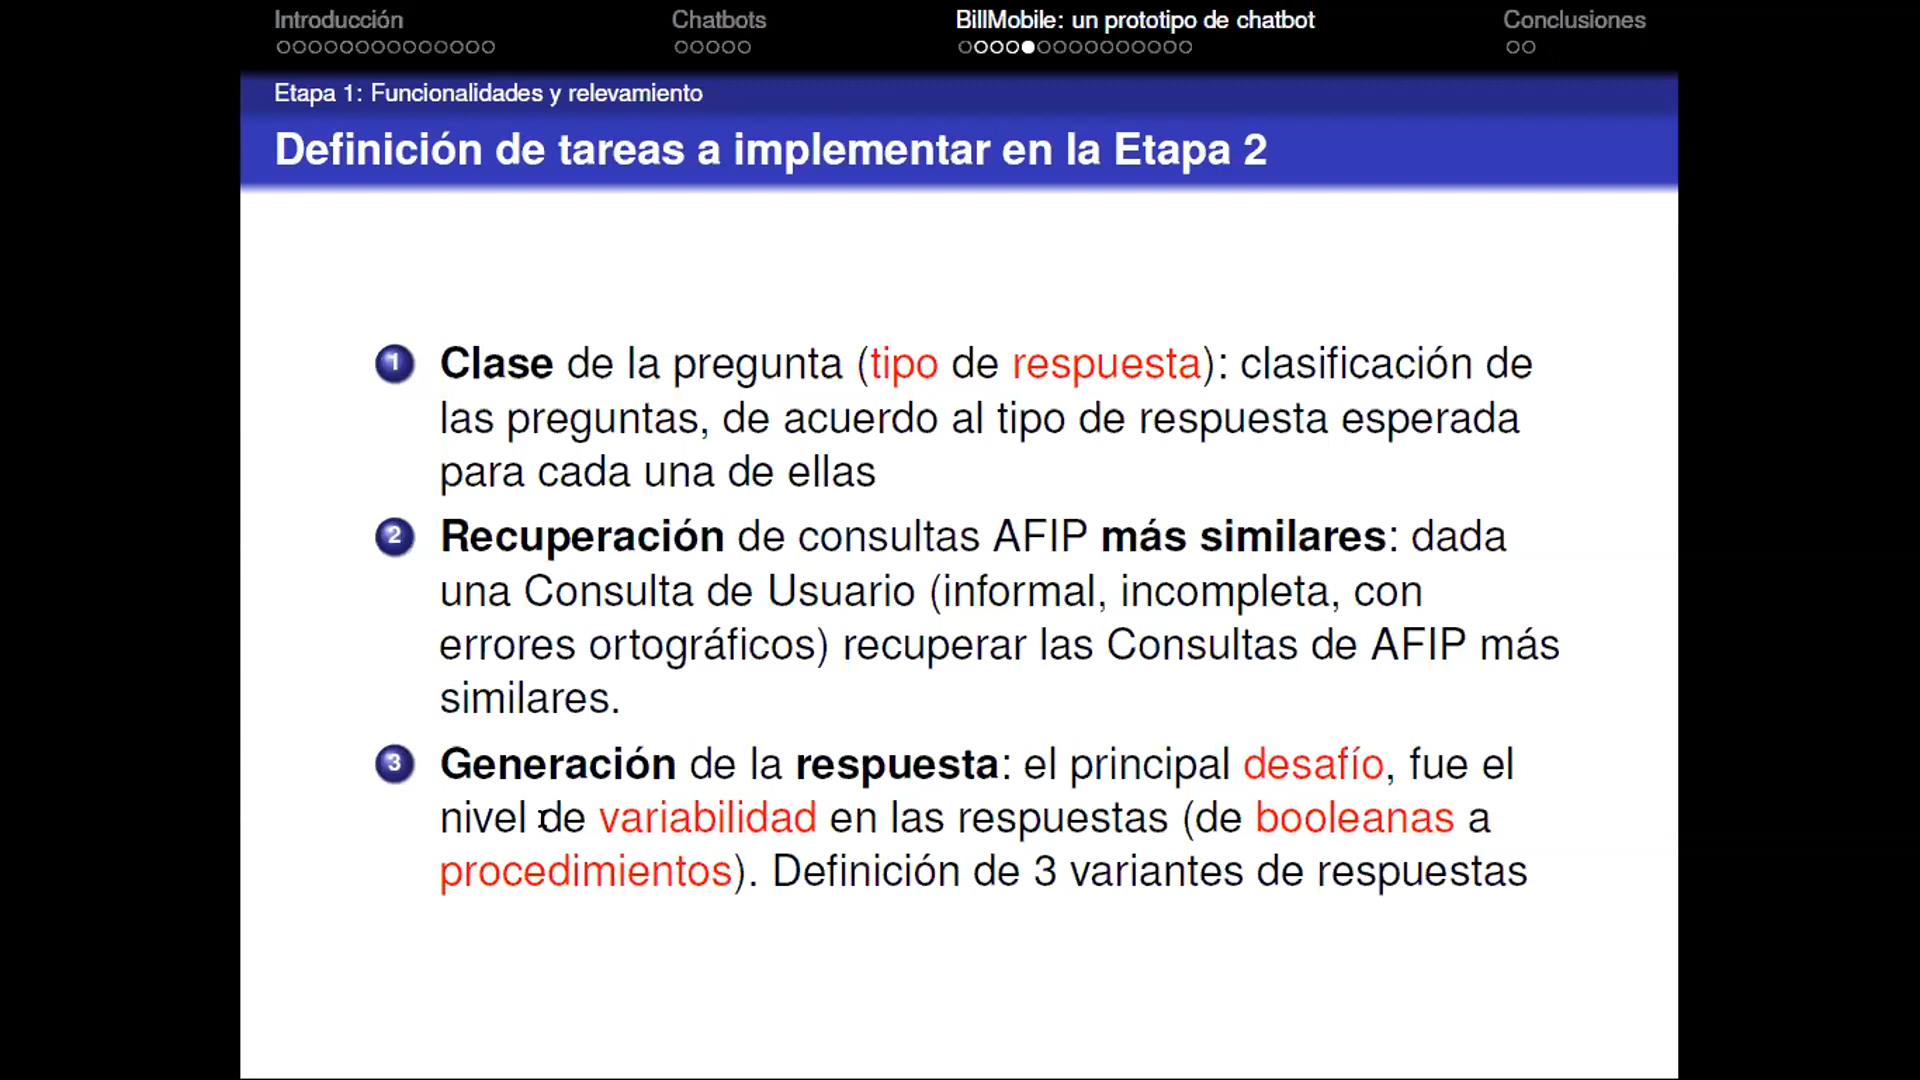 Introducción
Chatbots
BillMobile: un prototipo de chatbot
Conclusiones
Etapa 1: Funcionalidades y relevamiento
Definición de tareas a implementar en la Etapa 2
1 Clase de la pregunta (tipo de respuesta): clasificación de
las preguntas, de acuerdo al tipo de respuesta esperada
para cada una de ellas
2 Recuperación de consultas AFIP más similares: dada
una Consulta de Usuario (informal, incompleta, con
errores ortográficos) recuperar las Consultas de AFIP más
similares.
3 Generación de la respuesta: el principal desafío, fue el
nivel de variabilidad en las respuestas (de booleanas a
procedimientos). Definición de 3 variantes de respuestas